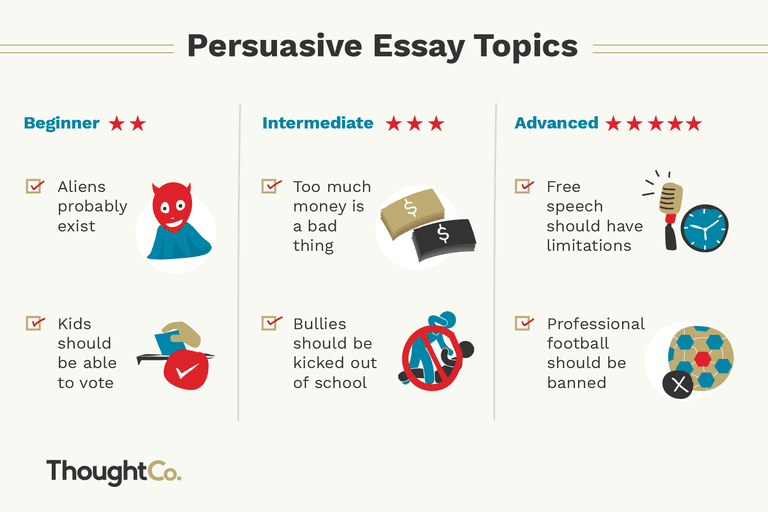 Persuasive Essay Topics
Beginner
Aliens
probably
exist
Kids
should
be able
to vote
Intermediate
Too much
money is
a bad
thing
$
$
Bullies
should be
kicked out
of school
Advanced
Free
speech
should have
limitations
Professional
football
should be
banned
ThoughtCo.